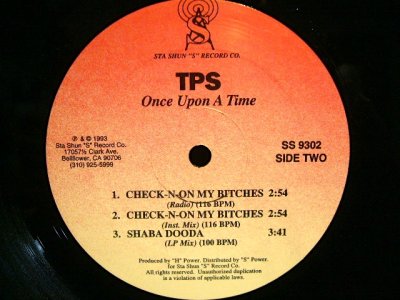 S
STA SHUN "S" RECORD CO.
TPS
Once Upon A Time
℗ & © 1993
Sta Shun "S" Record Co.
17057½ Clark Ave.
Bellflower, CA 90706
(310) 925-5999
SS 9302
SIDE TWO
1. CHECK-N-ON MY BITCHES 2:54
(Radio) (116 BPM)
2. CHECK-N-ON MY BITCHES 2:54
(Inst. Mix) (116 BPM)
3. SHABA DOODA 3:41
(LP Mix) (100 BPM)
Produced by "H" Power. Distributed by "S" Power.
for Sta Shun "S" Record Co.
All rights reserved. Unauthorized duplication
is a violation of applicable laws.